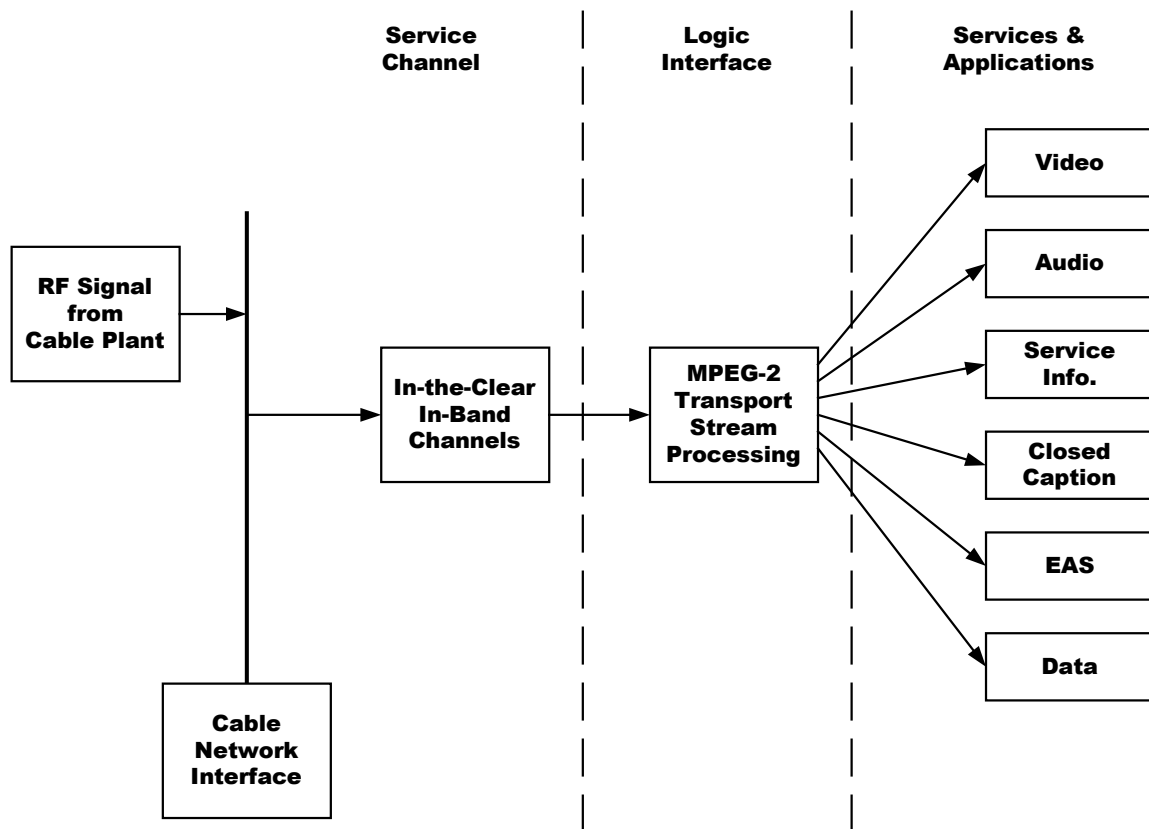 Service
Channel
Logic
Interface
Services &
Applications
RF Signal
from
Cable Plant
In-the-Clear
In-Band
Channels
MPEG-2
Transport
Stream
Processing
Video
Audio
Service
Info.
Closed
Caption
EAS
Data
Cable
Network
Interface